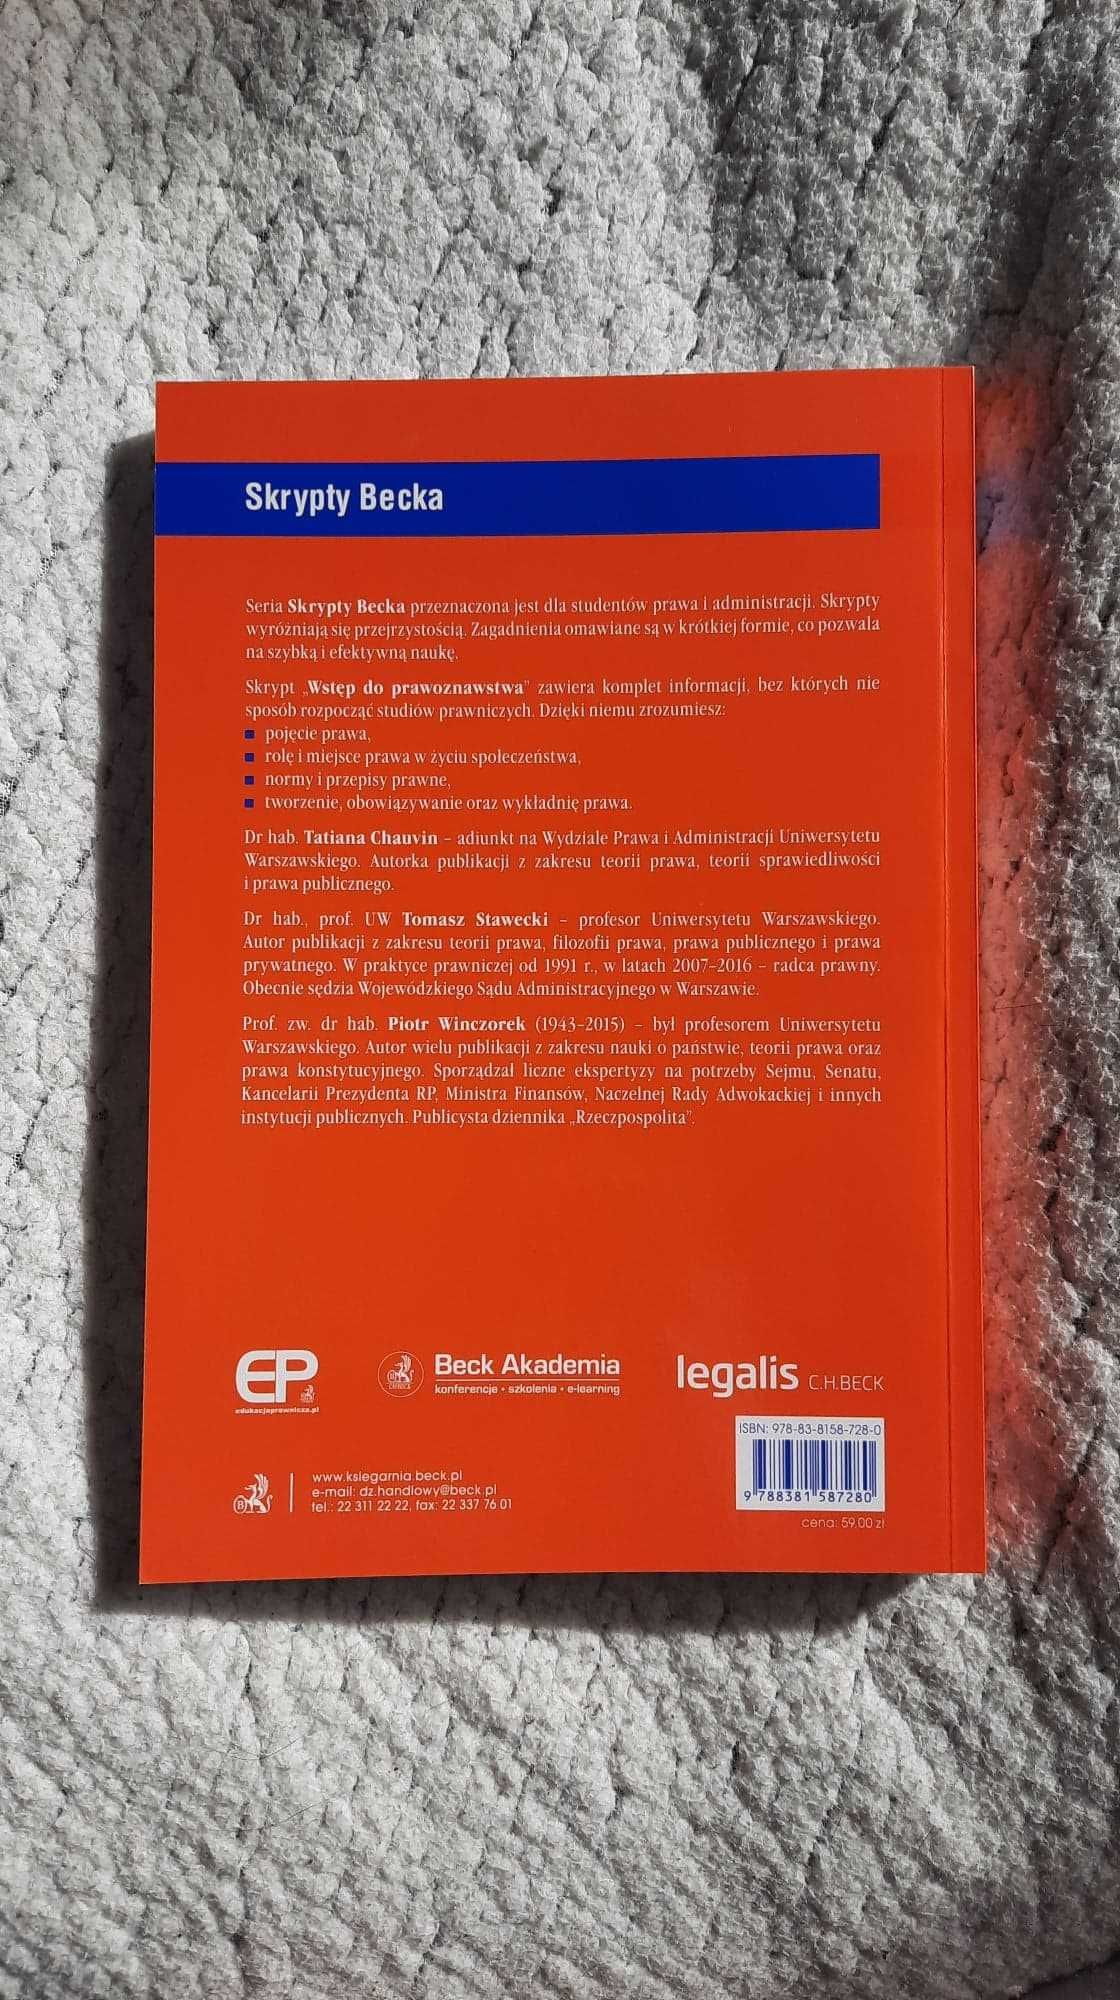 Skrypty Becka
Seria Skrypty Becka przeznaczona jest dla studentów prawa i administracji. Skrypty
wyróżniają się przejrzystością. Zagadnienia omawiane są w krótkiej formie, co pozwala
na szybką i efektywną naukę.
Skrypt „Wstęp do prawoznawstwa” zawiera komplet informacji, bez których nie
sposób rozpocząć studiów prawniczych. Dzięki niemu zrozumiesz:
■ pojęcie prawa,
■ rolę i miejsce prawa w życiu społeczeństwa,
■ normy i przepisy prawne,
■ tworzenie, obowiązywanie oraz wykładnię prawa.
Dr hab. Tatiana Chauvin – adiunkt na Wydziale Prawa i Administracji Uniwersytetu
Warszawskiego. Autorka publikacji z zakresu teorii prawa, teorii sprawiedliwości
i prawa publicznego.
Dr hab., prof. UW Tomasz Stawecki – profesor Uniwersytetu Warszawskiego.
Autor publikacji z zakresu teorii prawa, filozofii prawa, prawa publicznego i prawa
prywatnego. W praktyce prawniczej od 1991 r., w latach 2007–2016 – radca prawny.
Obecnie sędzia Wojewódzkiego Sądu Administracyjnego w Warszawie.
Prof. zw. dr hab. Piotr Winczorek (1943–2015) – był profesorem Uniwersytetu
Warszawskiego. Autor wielu publikacji z zakresu nauki o państwie, teorii prawa oraz
prawa konstytucyjnego. Sporządzał liczne ekspertyzy na potrzeby Sejmu, Senatu,
Kancelarii Prezydenta RP, Ministra Finansów, Naczelnej Rady Adwokackiej i innych
instytucji publicznych. Publicysta dziennika „Rzeczpospolita”.
EP
edukacjaprawnicza.pl
Beck Akademia
konferencje • szkolenia • e-learning
legalis C.H.BECK
www.ksiegarnia.beck.pl
e-mail: dz.handlowy@beck.pl
tel.: 22 311 22 22, fax: 22 337 76 01
ISBN: 978-83-8158-728-0
9 788381 587280
cena: 59,00 zł